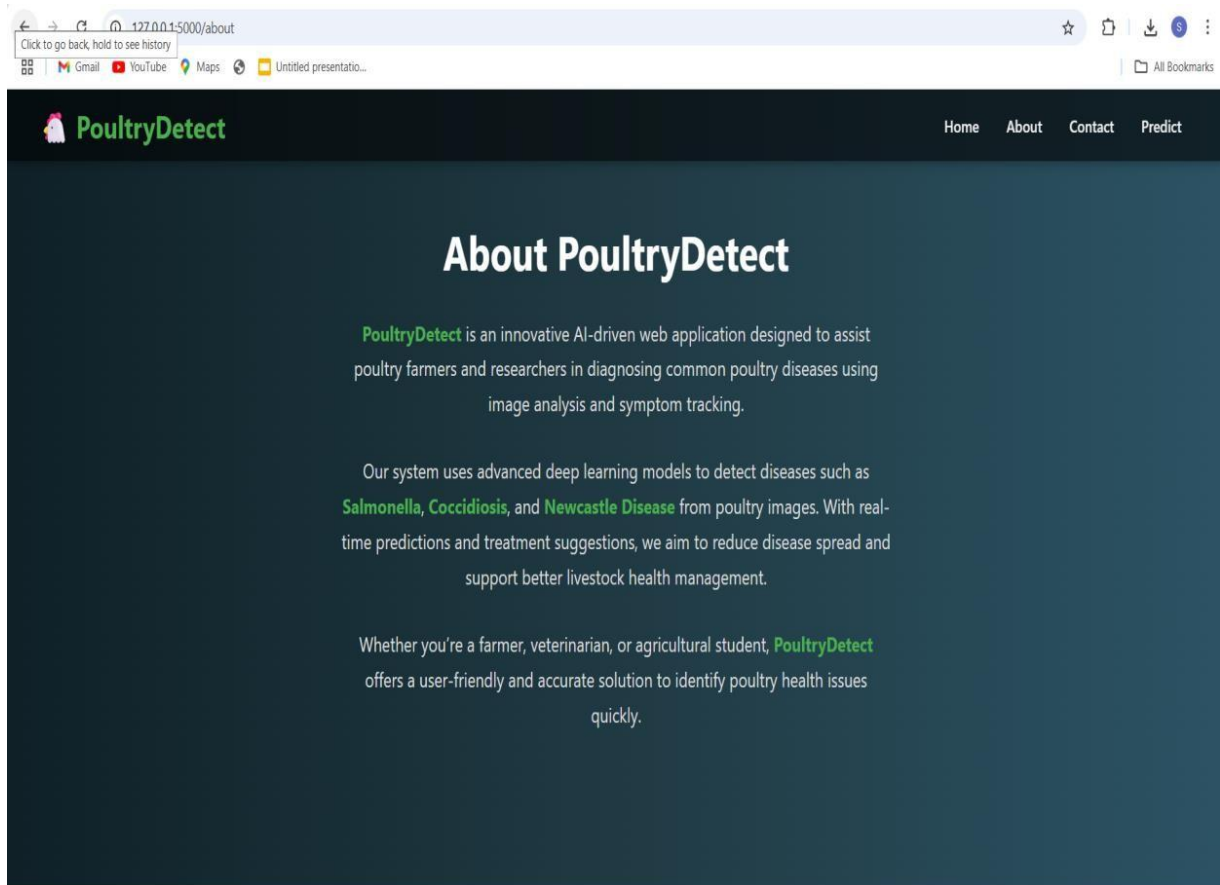 127.0.0.1:5000/about
Click to go back, hold to see history
Gmail YouTube Maps Untitled presentatio... All Bookmarks
S
PoultryDetect
Home About Contact Predict
About PoultryDetect
PoultryDetect is an innovative AI-driven web application designed to assist
poultry farmers and researchers in diagnosing common poultry diseases using
image analysis and symptom tracking.
Our system uses advanced deep learning models to detect diseases such as
Salmonella, Coccidiosis, and Newcastle Disease from poultry images. With real-
time predictions and treatment suggestions, we aim to reduce disease spread and
support better livestock health management.
Whether you're a farmer, veterinarian, or agricultural student, PoultryDetect
offers a user-friendly and accurate solution to identify poultry health issues
quickly.